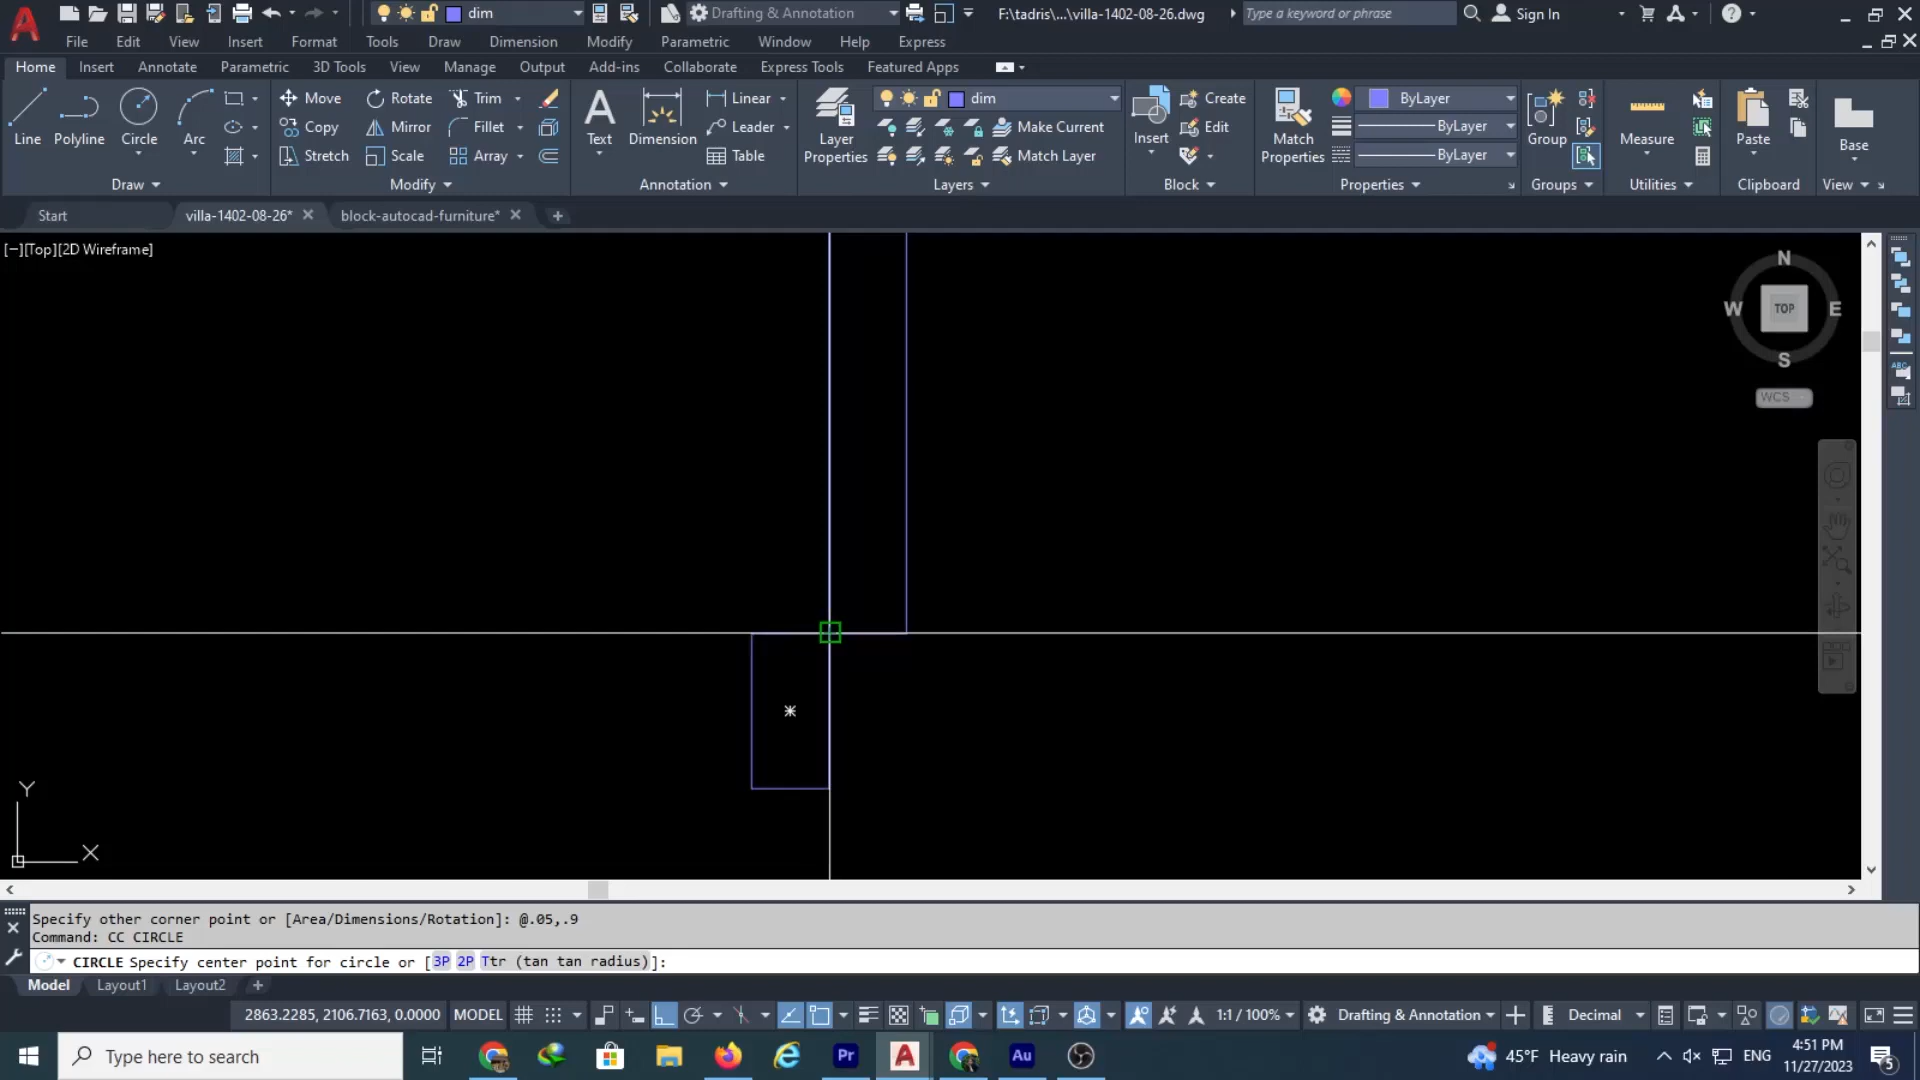 dim
Drafting & Annotation
F:\tadris\...\villa-1402-08-26.dwg
Type a keyword or phrase
Sign In
File Edit View Insert Format Tools Draw Dimension Modify Parametric Window Help Express
Home Insert Annotate Parametric 3D Tools View Manage Output Add-ins Collaborate Express Tools Featured Apps
Move Rotate Trim Linear dim Create ByLayer
Copy Mirror Fillet Leader Make Current Edit ByLayer
Line Polyline Circle Arc Text Dimension Layer Properties Insert Match Properties Group Measure Paste Base
Stretch Scale Array Table Match Layer ByLayer
Draw Modify Annotation Layers Block Properties Groups Utilities Clipboard View
Start villa-1402-08-26* block-autocad-furniture*
[−][Top][2D Wireframe]
N
W TOP E
S
WCS
ABC
Y
X
Specify other corner point or [Area/Dimensions/Rotation]: @.05,.9
Command: CC CIRCLE
CIRCLE Specify center point for circle or [3P 2P Ttr (tan tan radius)]:
Model Layout1 Layout2
2863.2285, 2106.7163, 0.0000 MODEL 1:1 / 100% Drafting & Annotation Decimal
Type here to search
Pr A Au
45°F Heavy rain ENG
4:51 PM
11/27/2023
5